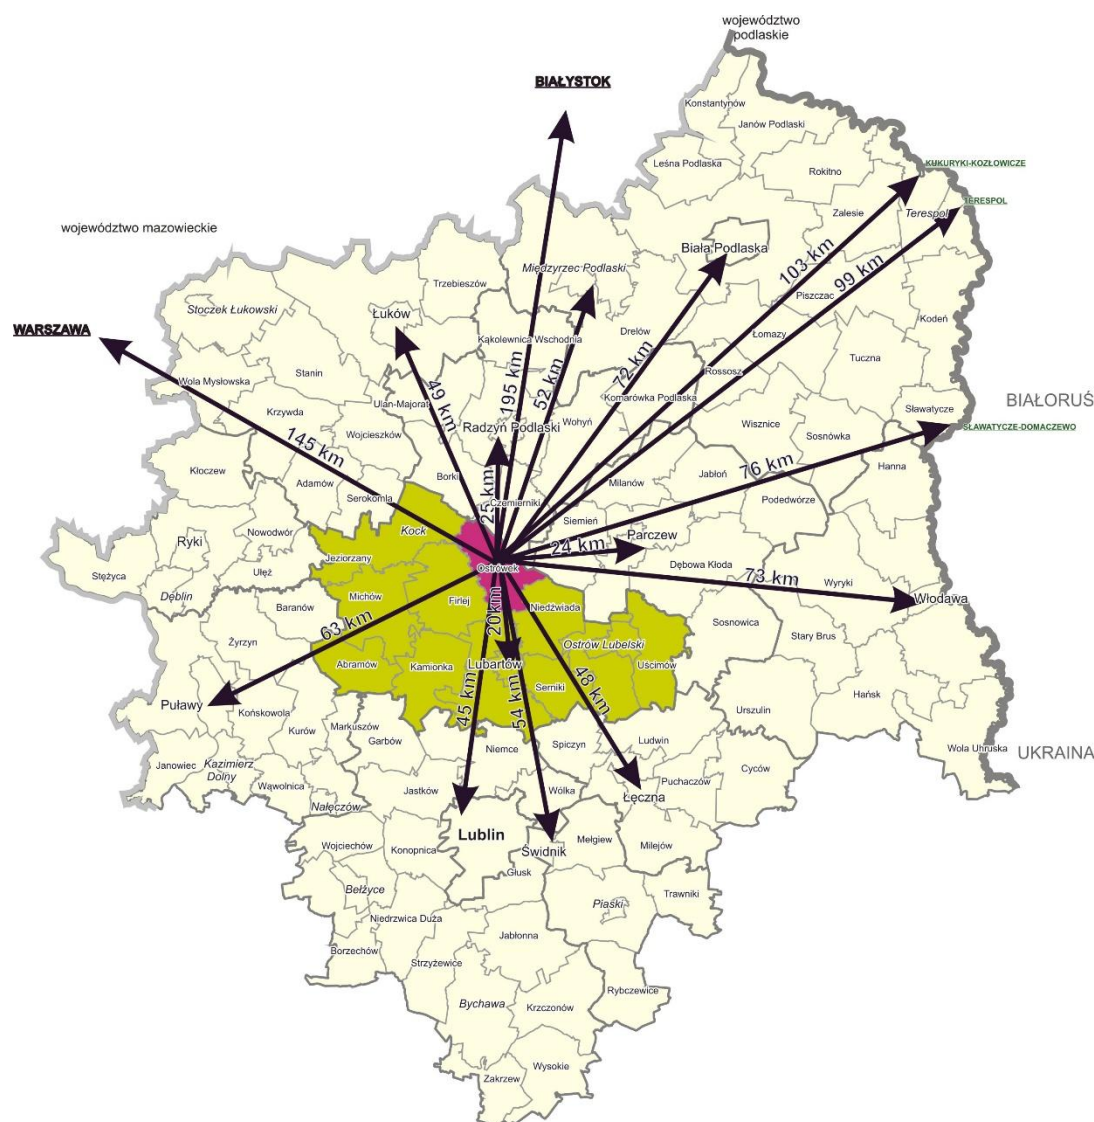 województwo
podlaskie
BIAŁYSTOK
Konstantynów
Janów Podlaski
Leśna Podlaska
Rokitno
KUKURYKI-KOZŁOWICZE
Zalesie
Terespol
TERESPOL
województwo mazowieckie
Biała Podlaska
Międzyrzec Podlaski
103 km
99 km
Trzebieszów
Piszczac
Stoczek Łukowski
Łuków
Kodeń
WARSZAWA
Kąkolewnica Wschodnia
Drelów
Łomazy
Tuczna
72 km
195 km
52 km
Stanin
Rossosz
Wola Mysłowska
49 km
Komarówka Podlaska
BIAŁORUŚ
Ulan-Majorat
Krzywda
Sławatycze
Radzyń Podlaski
Wohyń
Wisznice
SŁAWATYCZE-DOMACZEWO
Wojcieszków
Sosnówka
145 km
Kłoczew
Borki
76 km
Hanna
Jabłoń
Adamów
Milanów
Serokomla
25 km
Czemierniki
Podedwórze
Siemień
Kock
Nowodwór
Parczew
Ryki
24 km
Jeziorzany
Ostrówek
Dębowa Kłoda
Ułęż
Stężyca
73 km
Wyryki
Dęblin
Michów
Firlej
Włodawa
Baranów
Niedźwiada
20km
Sosnowica
63 km
Żyrzyn
Ostrów Lubelski
Stary Brus
Abramów
Kamionka
Lubartów
Uścimów
Serniki
48 km
Hańsk
Puławy
45 km
54 km
Końskowola
Urszulin
Kurów
Markuszów
Garbów
Niemce
Spiczyn
Ludwin
Wola Uhruska
UKRAINA
Janowiec
Kazimierz
Dolny
Cyców
Wąwolnica
Jastków
Wólka
Puchaczów
Łęczna
Nałęczów
Lublin
Mełgiew
Milejów
Wojciechów
Konopnica
Świdnik
Głusk
Bełżyce
Trawniki
Piaski
Niedrzwica Duża
Jabłonna
Borzechów
Strzyżewice
Rybczewice
Bychawa
Krzczonów
Wysokie
Zakrzew